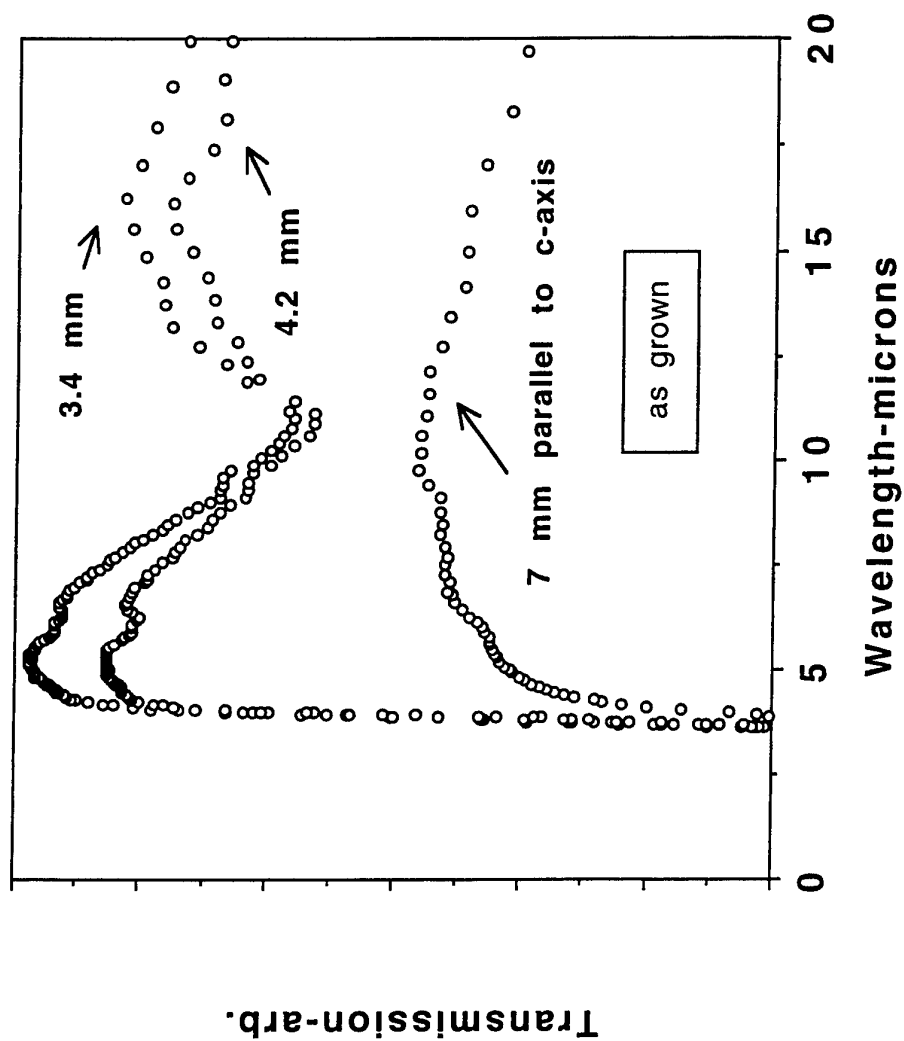 Transmission-arb.
3.4 mm
4.2 mm
7 mm parallel to c-axis
as grown
0 5 10 15 20
Wavelength-microns